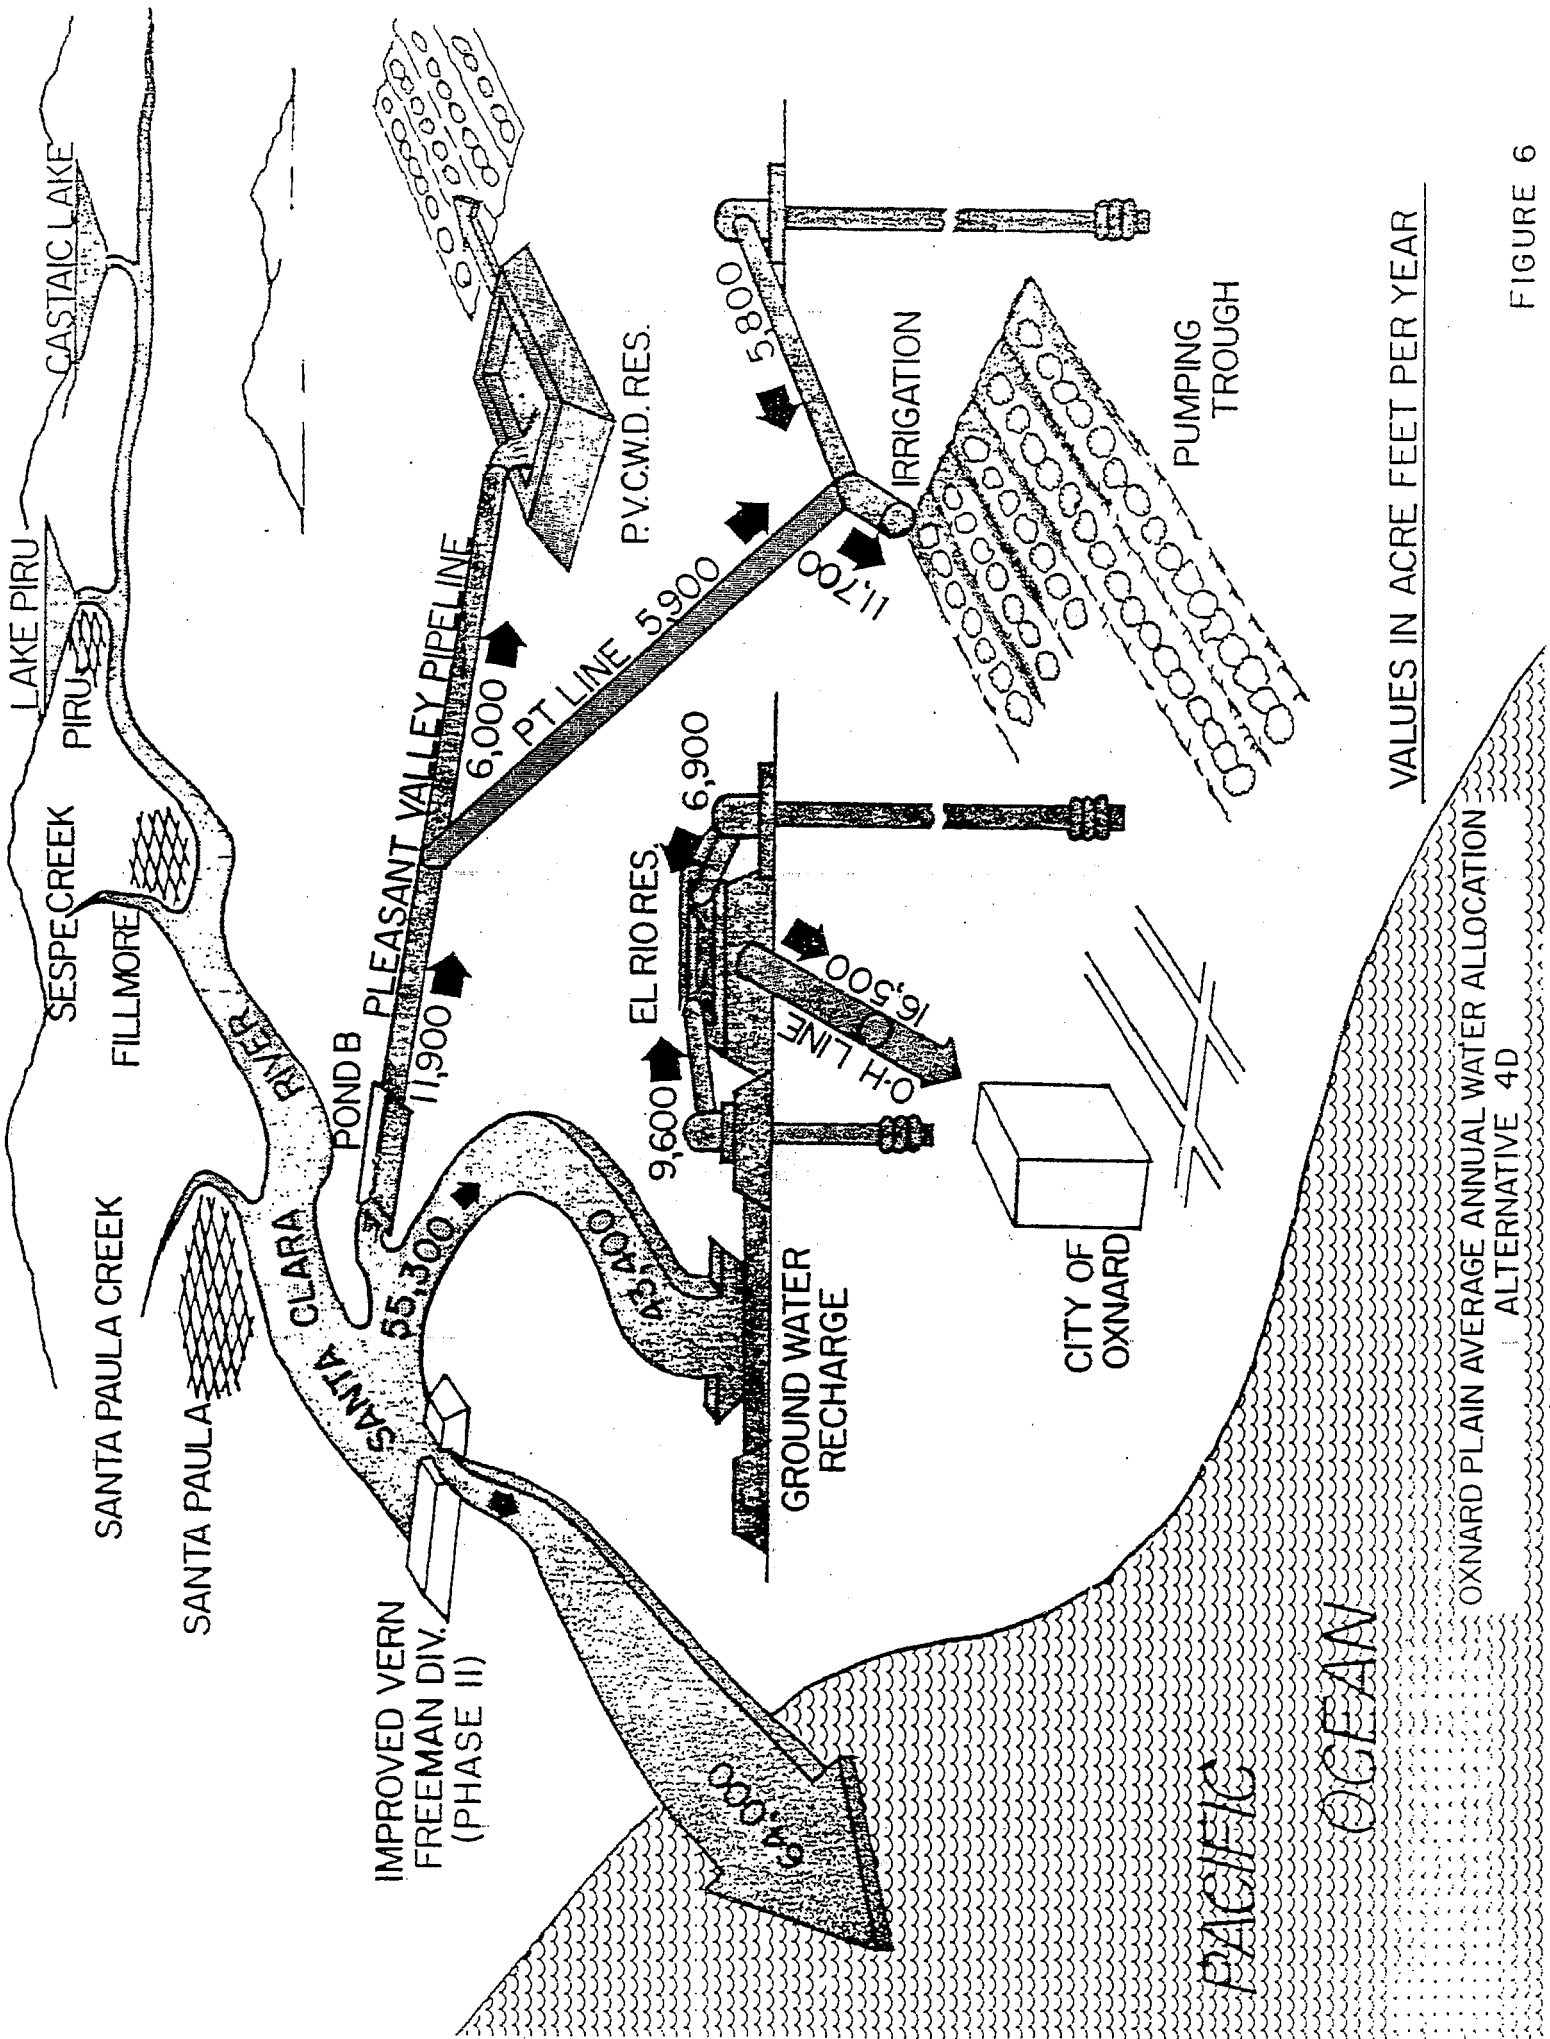 LAKE PIRU
CASTAIC LAKE
PIRU
SESPE CREEK
FILLMORE
SANTA PAULA CREEK
SANTA PAULA
SANTA CLARA RIVER
POND B
PLEASANT VALLEY PIPELINE
11,900
6,000
P.V.C.W.D. RES.
PT LINE 5,900
5,800
11,700
IRRIGATION
PUMPING
TROUGH
55,300
43,400
IMPROVED VERN
FREEMAN DIV.
(PHASE II)
EL RIO RES.
6,900
9,600
O-H LINE
16,500
GROUND WATER
RECHARGE
CITY OF
OXNARD
PACIFIC
OCEAN
VALUES IN ACRE FEET PER YEAR
OXNARD PLAIN AVERAGE ANNUAL WATER ALLOCATION
ALTERNATIVE 4D
FIGURE 6